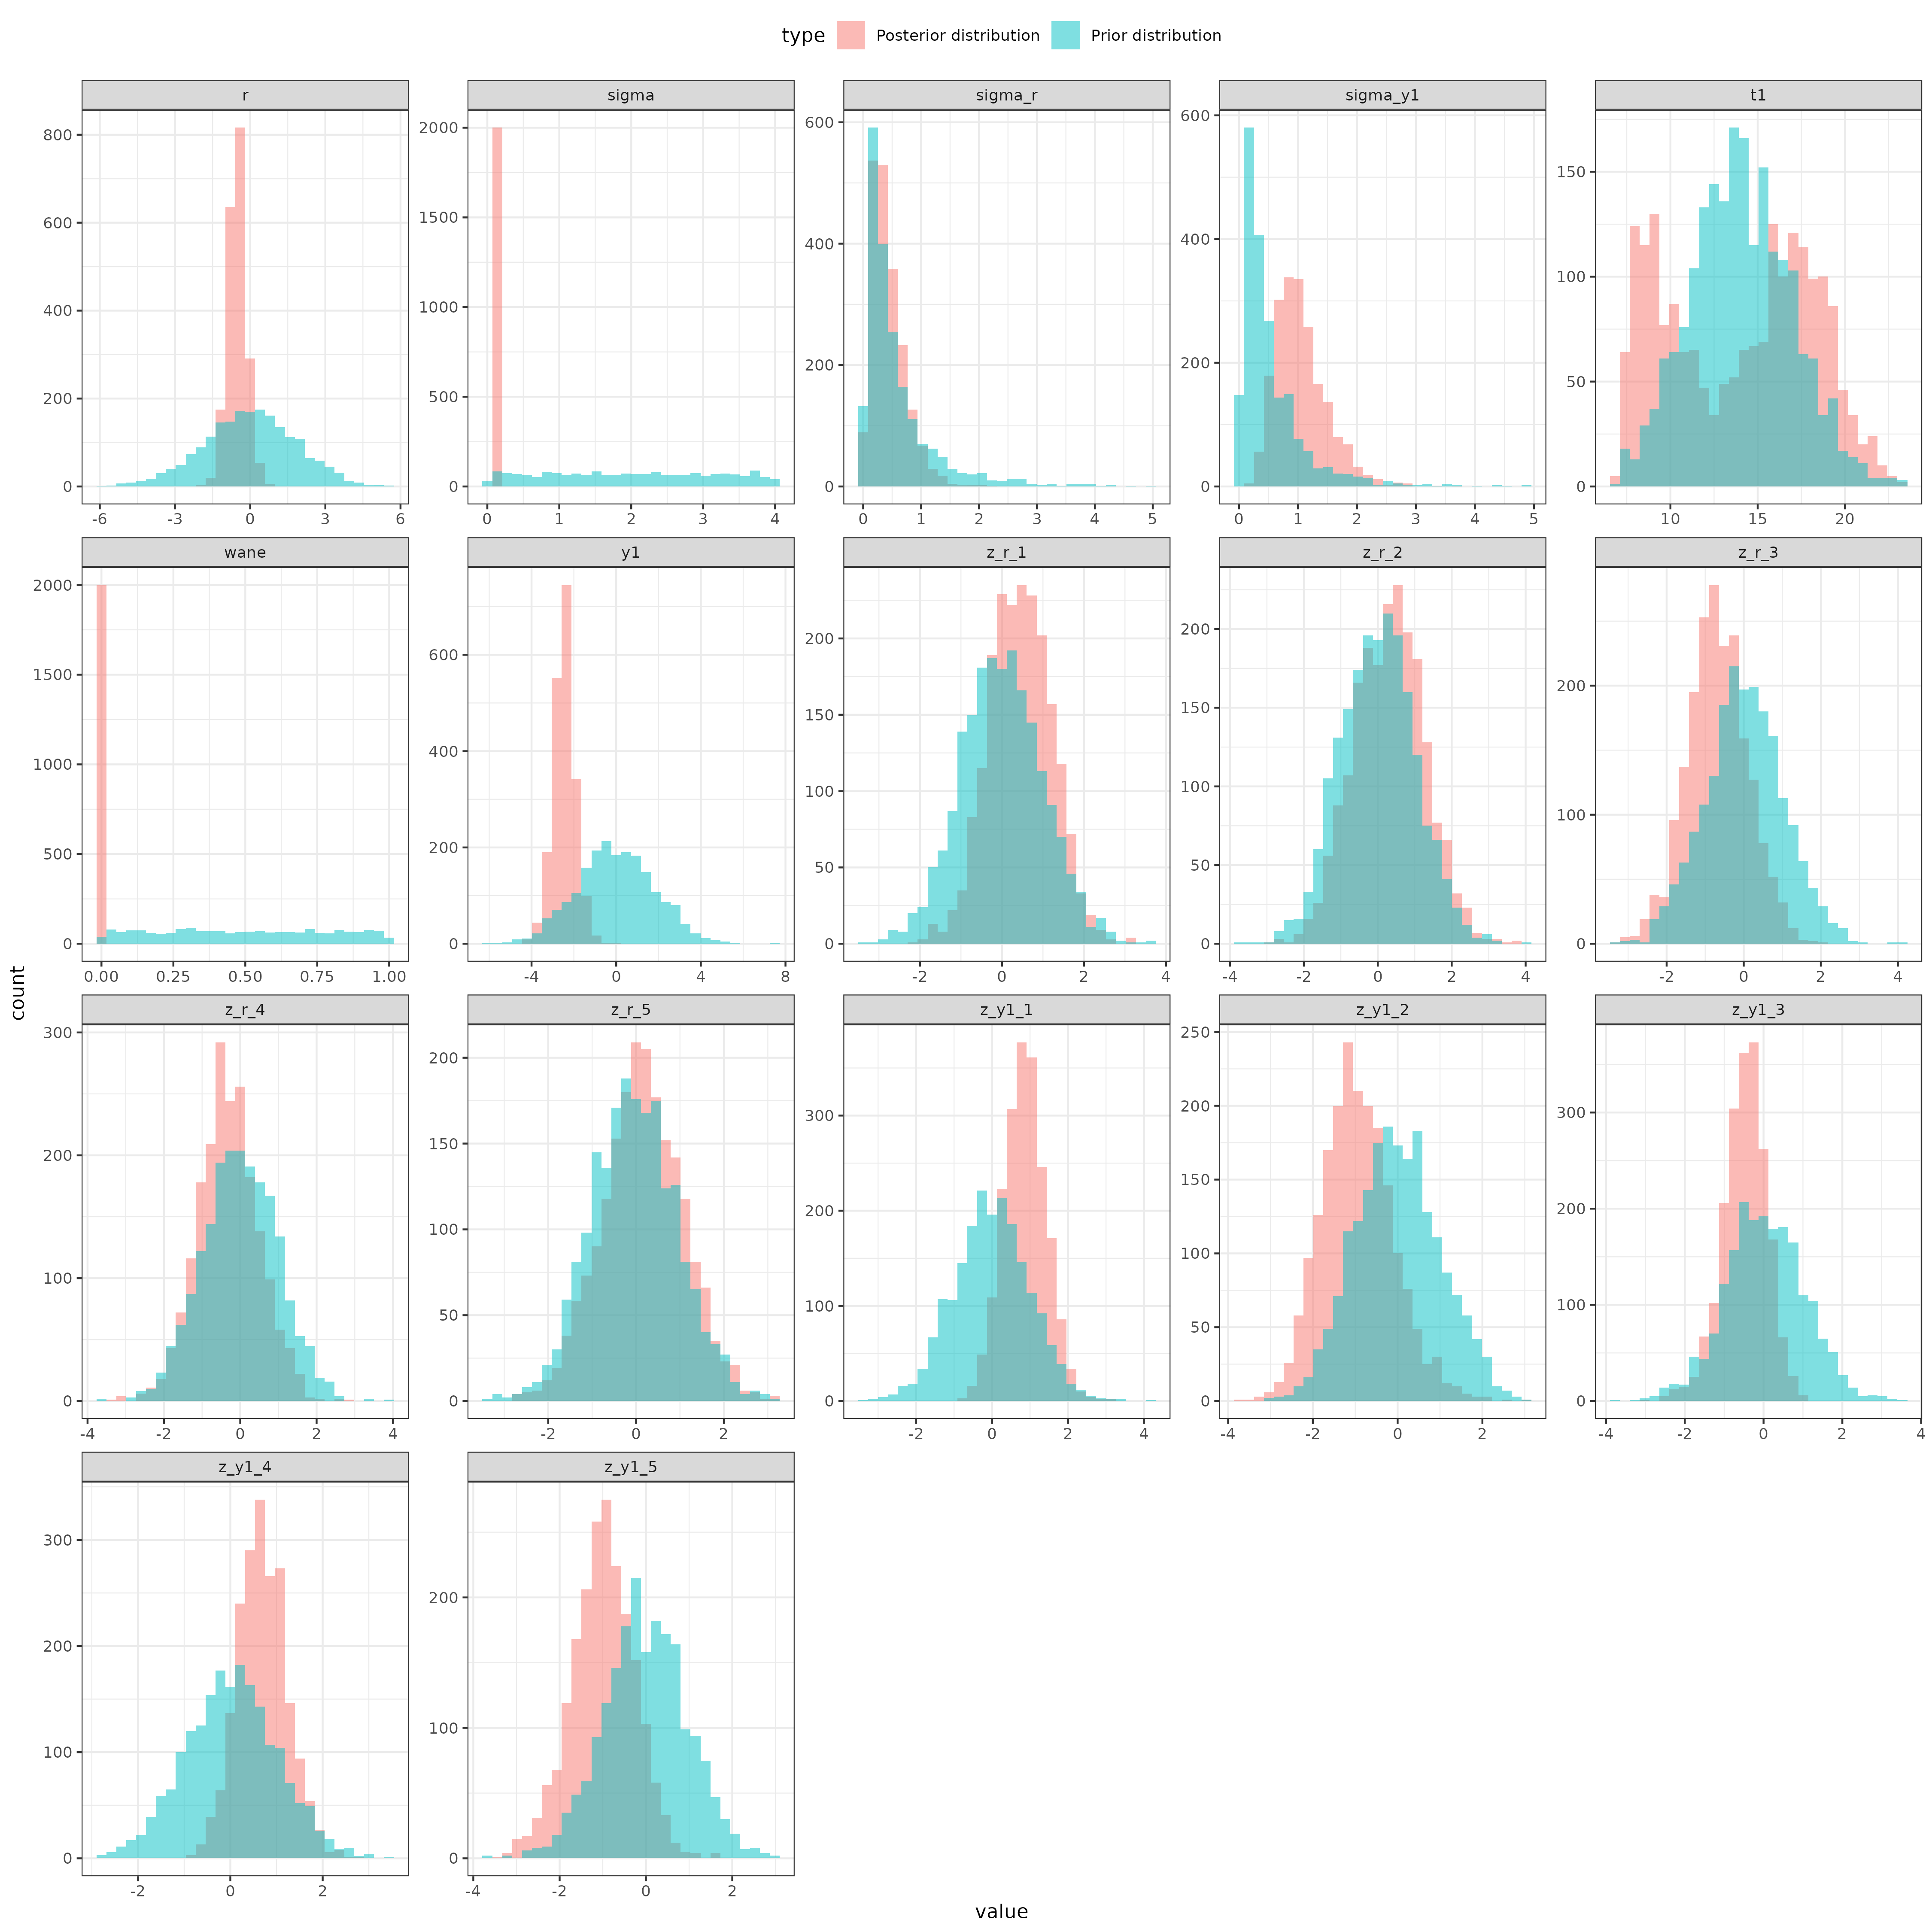 type Posterior distribution Prior distribution
r sigma sigma_r sigma_y1 t1
800 600 400 200 0
-6 -3 0 3 6
2000 1500 1000 500 0
0 1 2 3 4
600 400 200 0
0 1 2 3 4 5
600 400 200 0
0 1 2 3 4 5
150 100 50 0
10 15 20
wane y1 z_r_1 z_r_2 z_r_3
2000 1500 1000 500 0
0.00 0.25 0.50 0.75 1.00
600 400 200 0
-4 0 4 8
200 150 100 50 0
-2 0 2 4
200 150 100 50 0
-4 -2 0 2 4
200 100 0
-2 0 2 4
count
z_r_4 z_r_5 z_y1_1 z_y1_2 z_y1_3
300 200 100 0
-4 -2 0 2 4
200 150 100 50 0
-2 0 2
300 200 100 0
-2 0 2 4
250 200 150 100 50 0
-4 -2 0 2
300 200 100 0
-4 -2 0 2 4
z_y1_4 z_y1_5
300 200 100 0
-2 0 2
200 100 0
-4 -2 0 2
value